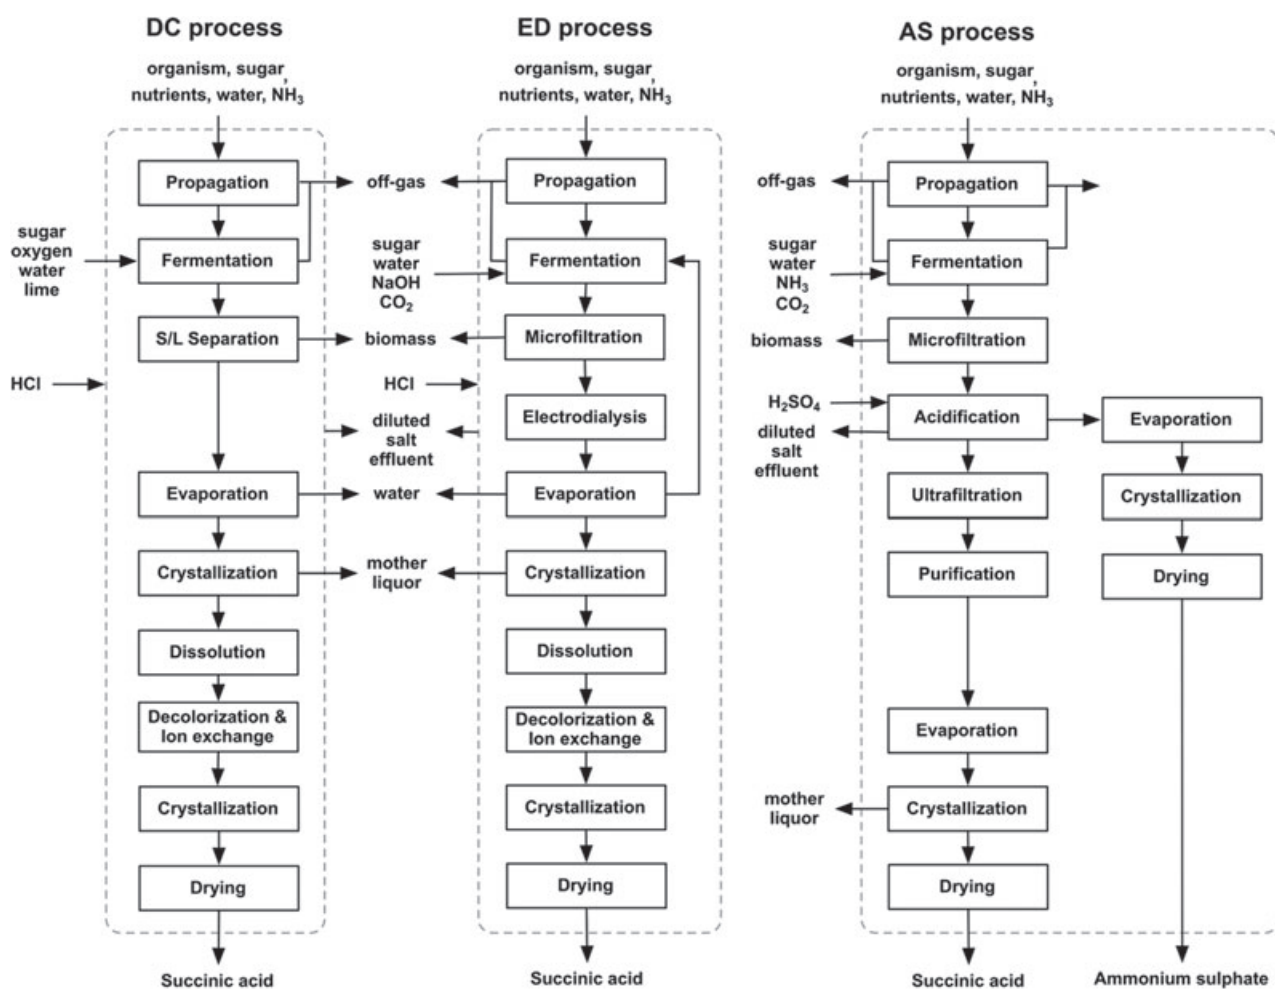 DC process
organism, sugar,
nutrients, water, NH₃
Propagation
off-gas
sugar
oxygen
water
lime
Fermentation
S/L Separation
biomass
HCl
diluted
salt
effluent
Evaporation
water
Crystallization
mother
liquor
Dissolution
Decolorization &
Ion exchange
Crystallization
Drying
Succinic acid
ED process
organism, sugar,
nutrients, water, NH₃
Propagation
sugar
water
NaOH
CO₂
Fermentation
Microfiltration
HCl
Electrodialysis
Evaporation
Crystallization
Dissolution
Decolorization &
Ion exchange
Crystallization
Drying
Succinic acid
AS process
organism, sugar,
nutrients, water, NH₃
off-gas
Propagation
sugar
water
NH₃
CO₂
Fermentation
biomass
Microfiltration
H₂SO₄
Acidification
diluted
salt
effluent
Ultrafiltration
Purification
Evaporation
mother
liquor
Crystallization
Drying
Succinic acid
Evaporation
Crystallization
Drying
Ammonium sulphate